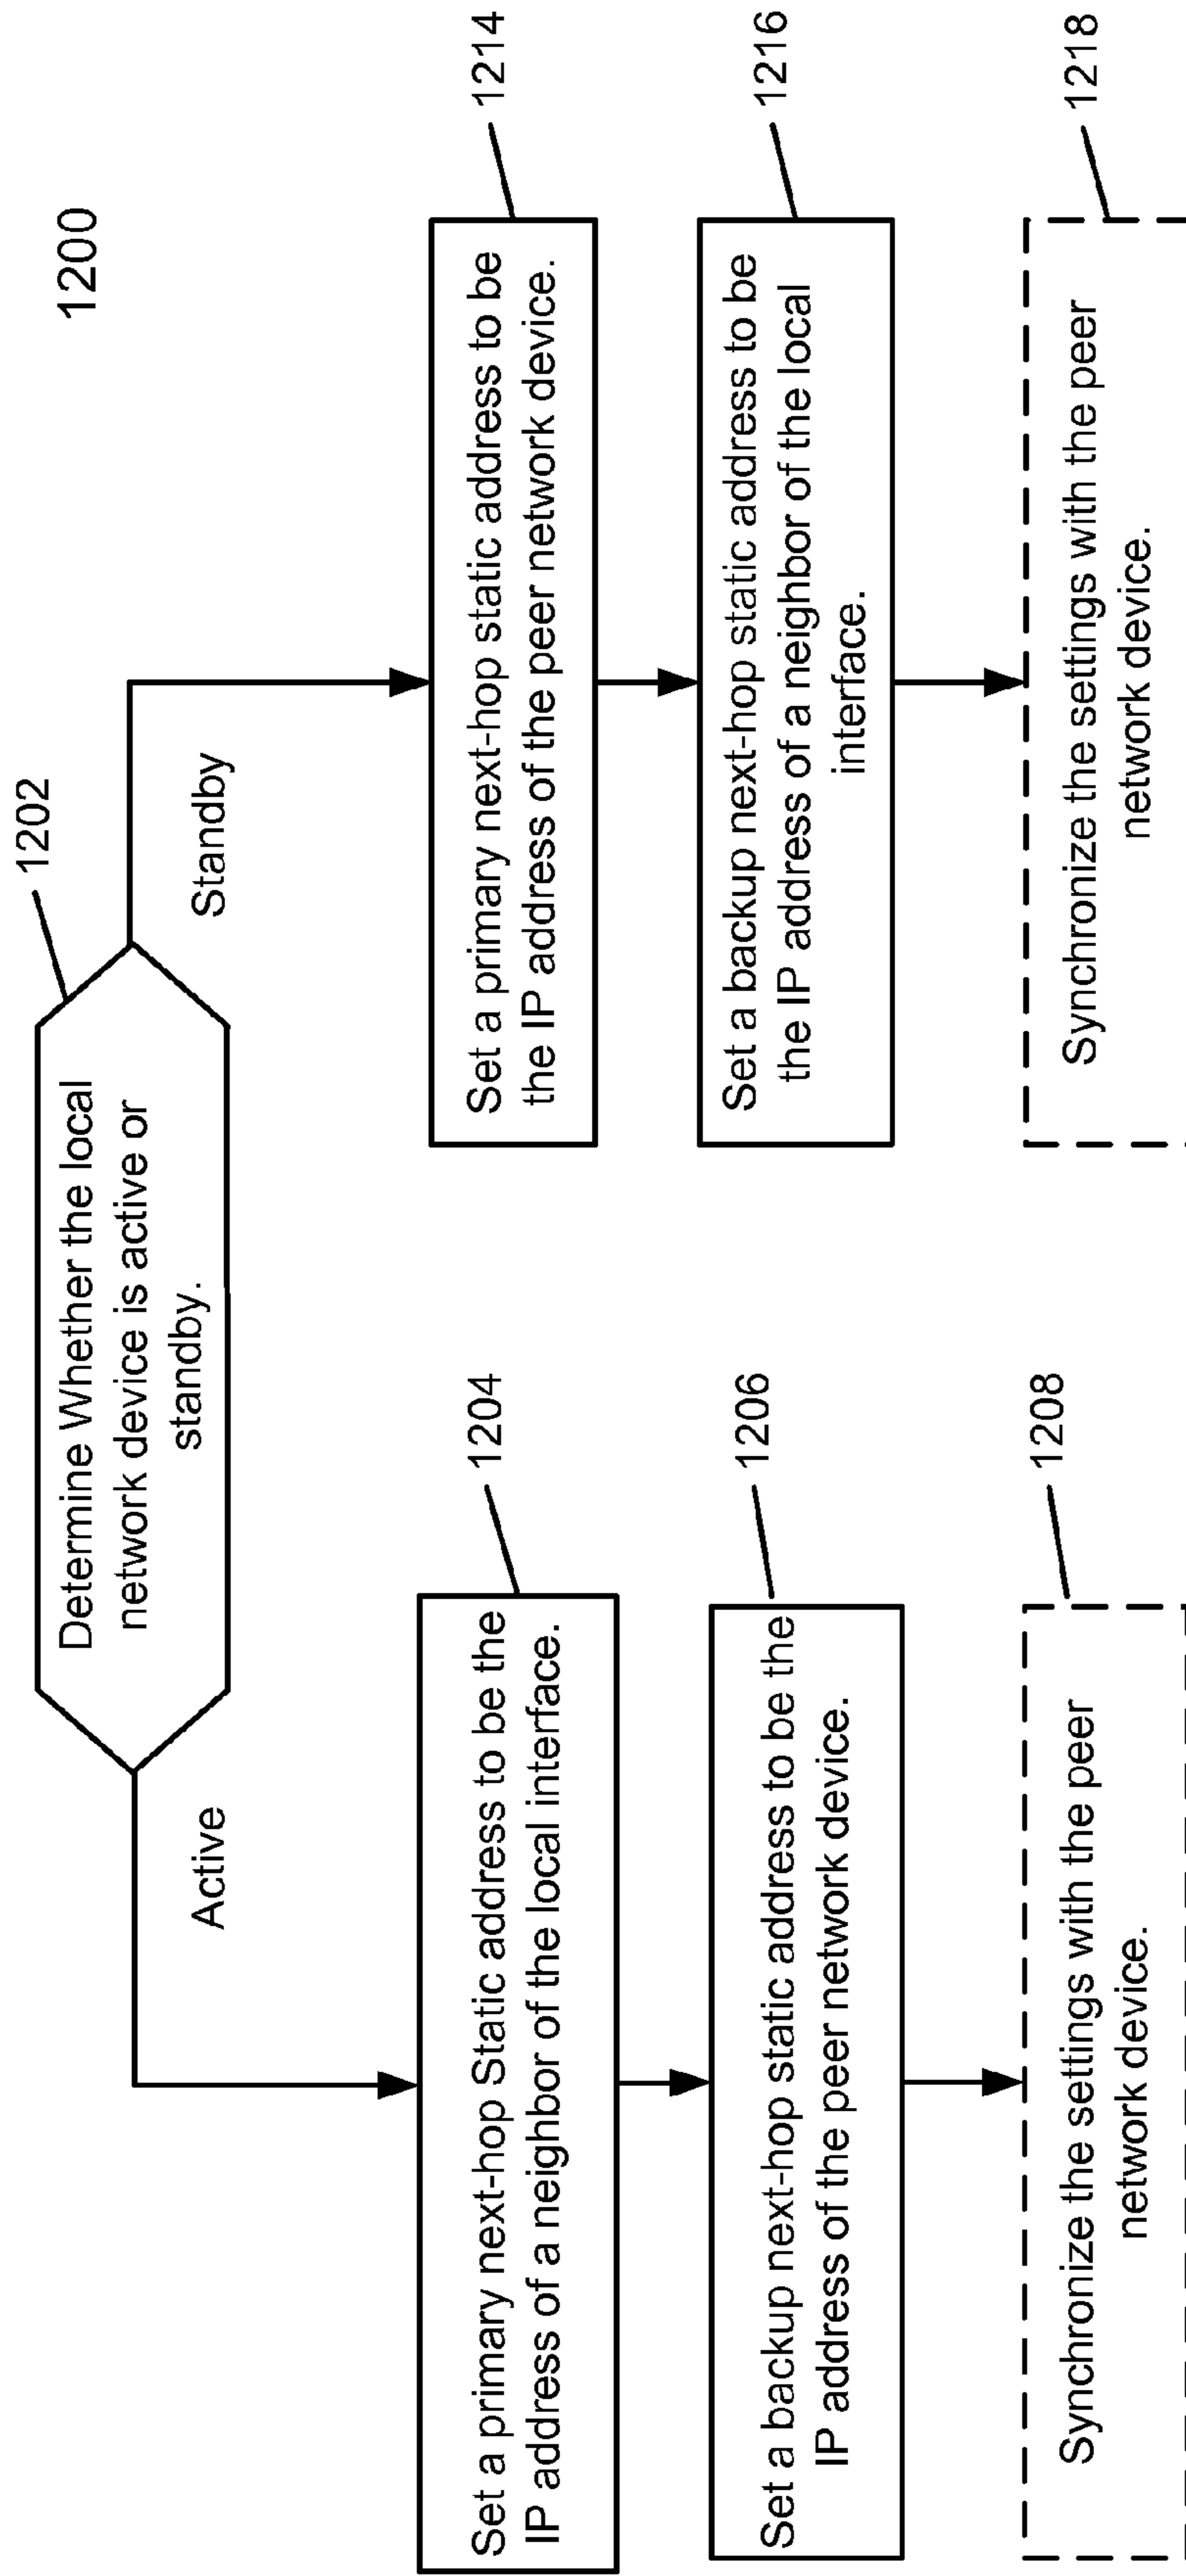 1200
1202
Determine Whether the local
network device is active or
standby.
Active
Standby
1204
Set a primary next-hop Static address to be the
IP address of a neighbor of the local interface.
1206
Set a backup next-hop static address to be the
IP address of the peer network device.
1208
Synchronize the settings with the peer
network device.
1214
Set a primary next-hop static address to be
the IP address of the peer network device.
1216
Set a backup next-hop static address to be
the IP address of a neighbor of the local
interface.
1218
Synchronize the settings with the peer
network device.